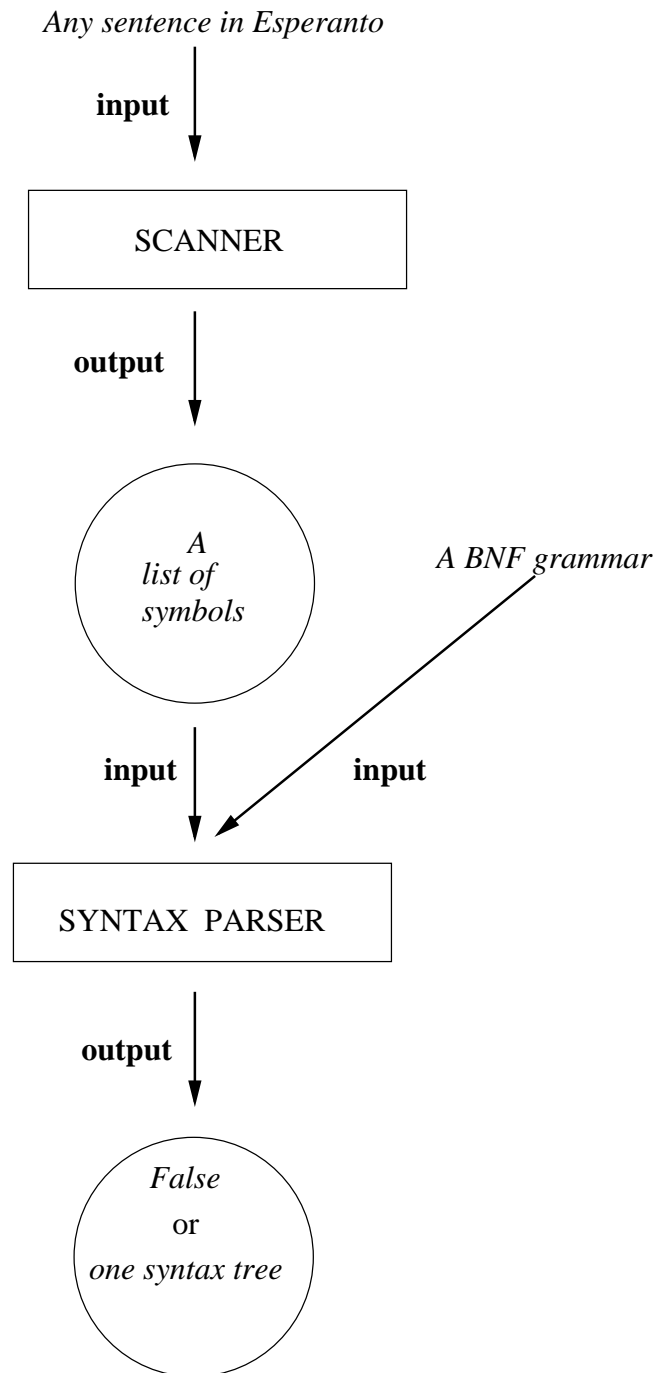 Any sentence in Esperanto
input
SCANNER
output
A
list of
symbols
A BNF grammar
input
input
SYNTAX PARSER
output
False
or
one syntax tree